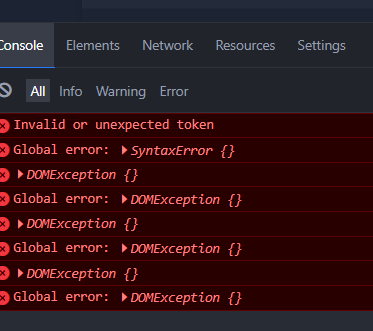 Console Elements Network Resources Settings
All Info Warning Error
Invalid or unexpected token
Global error: ▶SyntaxError {}
▶DOMException {}
Global error: ▶DOMException {}
▶DOMException {}
Global error: ▶DOMException {}
▶DOMException {}
Global error: ▶DOMException {}